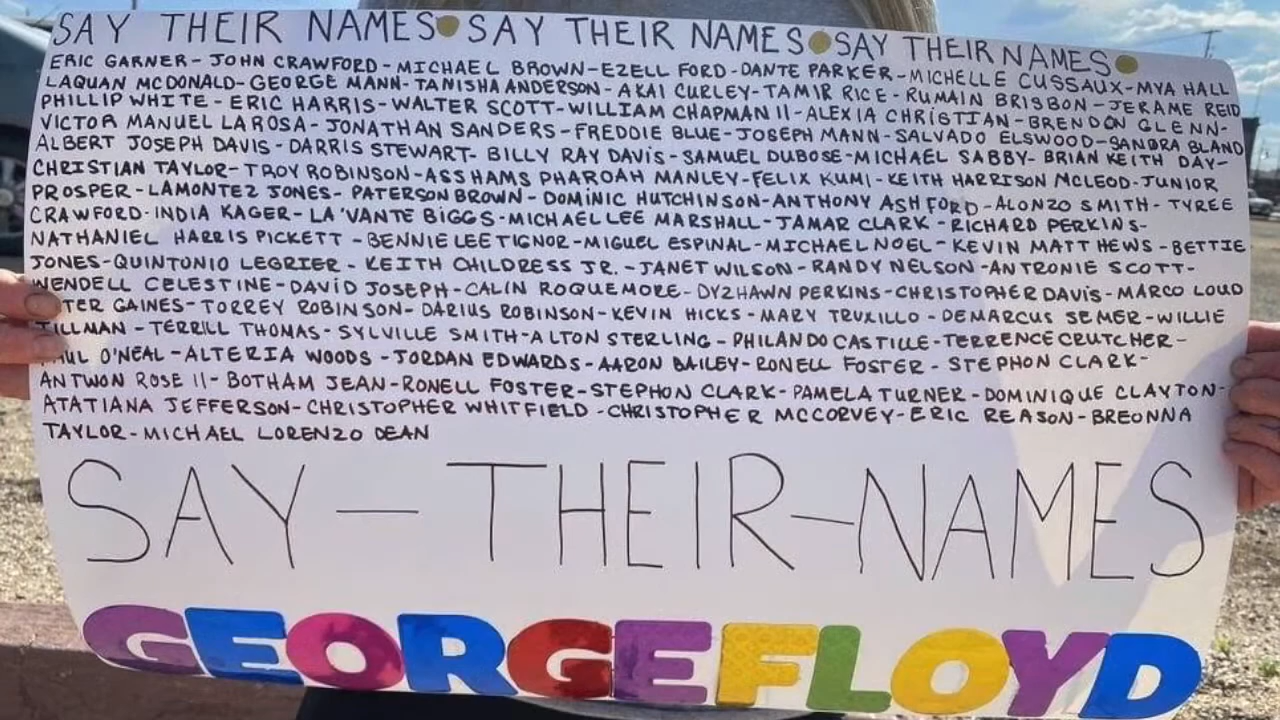 SAY THEIR NAMES SAY THEIR NAMES SAY THEIR NAMES
ERIC GARNER-JOHN CRAWFORD-MICHAEL BROWN-EZELL FORD-DANTE PARKER-MICHELLE CUSSAUX-MYA HALL
LAQUAN MCDONALD-GEORGE MANN-TANISHA ANDERSON-AKAI CURLEY-TAMIR RICE-RUMAIN BRISBON-JERAME REID
PHILLIP WHITE-ERIC HARRIS-WALTER SCOTT-WILLIAM CHAPMAN II-ALEXIA CHRISTIAN-BRENDON GLENN-
VICTOR MANUEL LAROSA-JONATHAN SANDERS-FREDDIE BLUE-JOSEPH MANN-SALVADO ELSWOOD-SANDRA BLAND
ALBERT JOSEPH DAVIS-DARRIS STEWART-BILLY RAY DAVIS-SAMUEL DUBOSE-MICHAEL SABBY-BRIAN KEITH DAY-
CHRISTIAN TAYLOR-TROY ROBINSON-ASSHAMS PHAROAH MANLEY-FELIX KUMI-KEITH HARRISON MCLEOD-JUNIOR
PROSPER-LAMONTEZ JONES-PATERSON BROWN-DOMINIC HUTCHINSON-ANTHONY ASHFORD-ALONZO SMITH-TYREE
CRAWFORD-INDIA KAGER-LA'VANTE BIGGS-MICHAEL LEE MARSHALL-JAMAR CLARK-RICHARD PERKINS-
NATHANIEL HARRIS PICKETT-BENNIE LEE TIGNOR-MIGUEL ESPINAL-MICHAEL NOEL-KEVIN MATTHEWS-BETTIE
JONES-QUINTONIO LEGRIER-KEITH CHILDRESS JR.-JANET WILSON-RANDY NELSON-ANTRONIE SCOTT-
WENDELL CELESTINE-DAVID JOSEPH-CALIN ROQUEMORE-DYZHAWN PERKINS-CHRISTOPHER DAVIS-MARCO LOUD
TER GAINES-TORREY ROBINSON-DARIUS ROBINSON-KEVIN HICKS-MARY TRUXILLO-DEMARCUS SEMER-WILLIE
TILLMAN-TERRILL THOMAS-SYLVILLE SMITH-ALTON STERLING-PHILANDO CASTILLE-TERRENCE CRUTCHER-
PAUL O'NEAL-ALTERIA WOODS-JORDAN EDWARDS-AARON BAILEY-RONELL FOSTER-STEPHON CLARK-
ANTWON ROSE II-BOTHAM JEAN-RONELL FOSTER-STEPHON CLARK-PAMELA TURNER-DOMINIQUE CLAYTON-
ATATIANA JEFFERSON-CHRISTOPHER WHITFIELD-CHRISTOPHER MCCORVEY-ERIC REASON-BREONNA
TAYLOR-MICHAEL LORENZO DEAN
SAY-THEIR-NAMES
GEORGE FLOYD